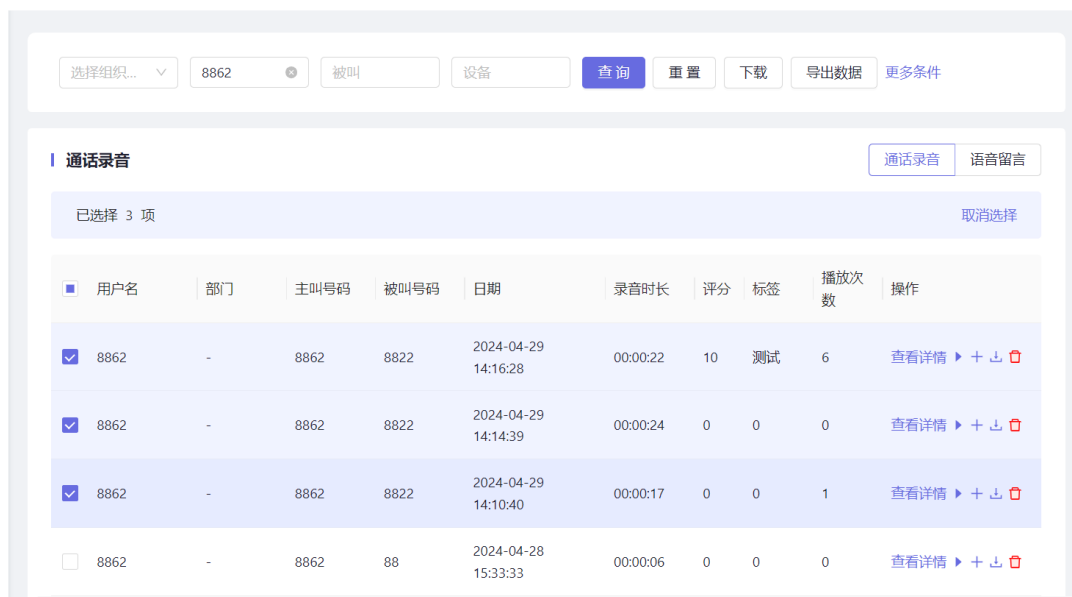 选择组织... 8862 被叫 设备 查 询 重 置 下载 导出数据 更多条件
通话录音 通话录音 语音留言
已选择 3 项 取消选择
用户名 部门 主叫号码 被叫号码 日期 录音时长 评分 标签 播放次
数 操作
8862 - 8862 8822 2024-04-29
14:16:28 00:00:22 10 测试 6 查看详情
8862 - 8862 8822 2024-04-29
14:14:39 00:00:24 0 0 0 查看详情
8862 - 8862 8822 2024-04-29
14:10:40 00:00:17 0 0 1 查看详情
8862 - 8862 88 2024-04-28
15:33:33 00:00:06 0 0 0 查看详情